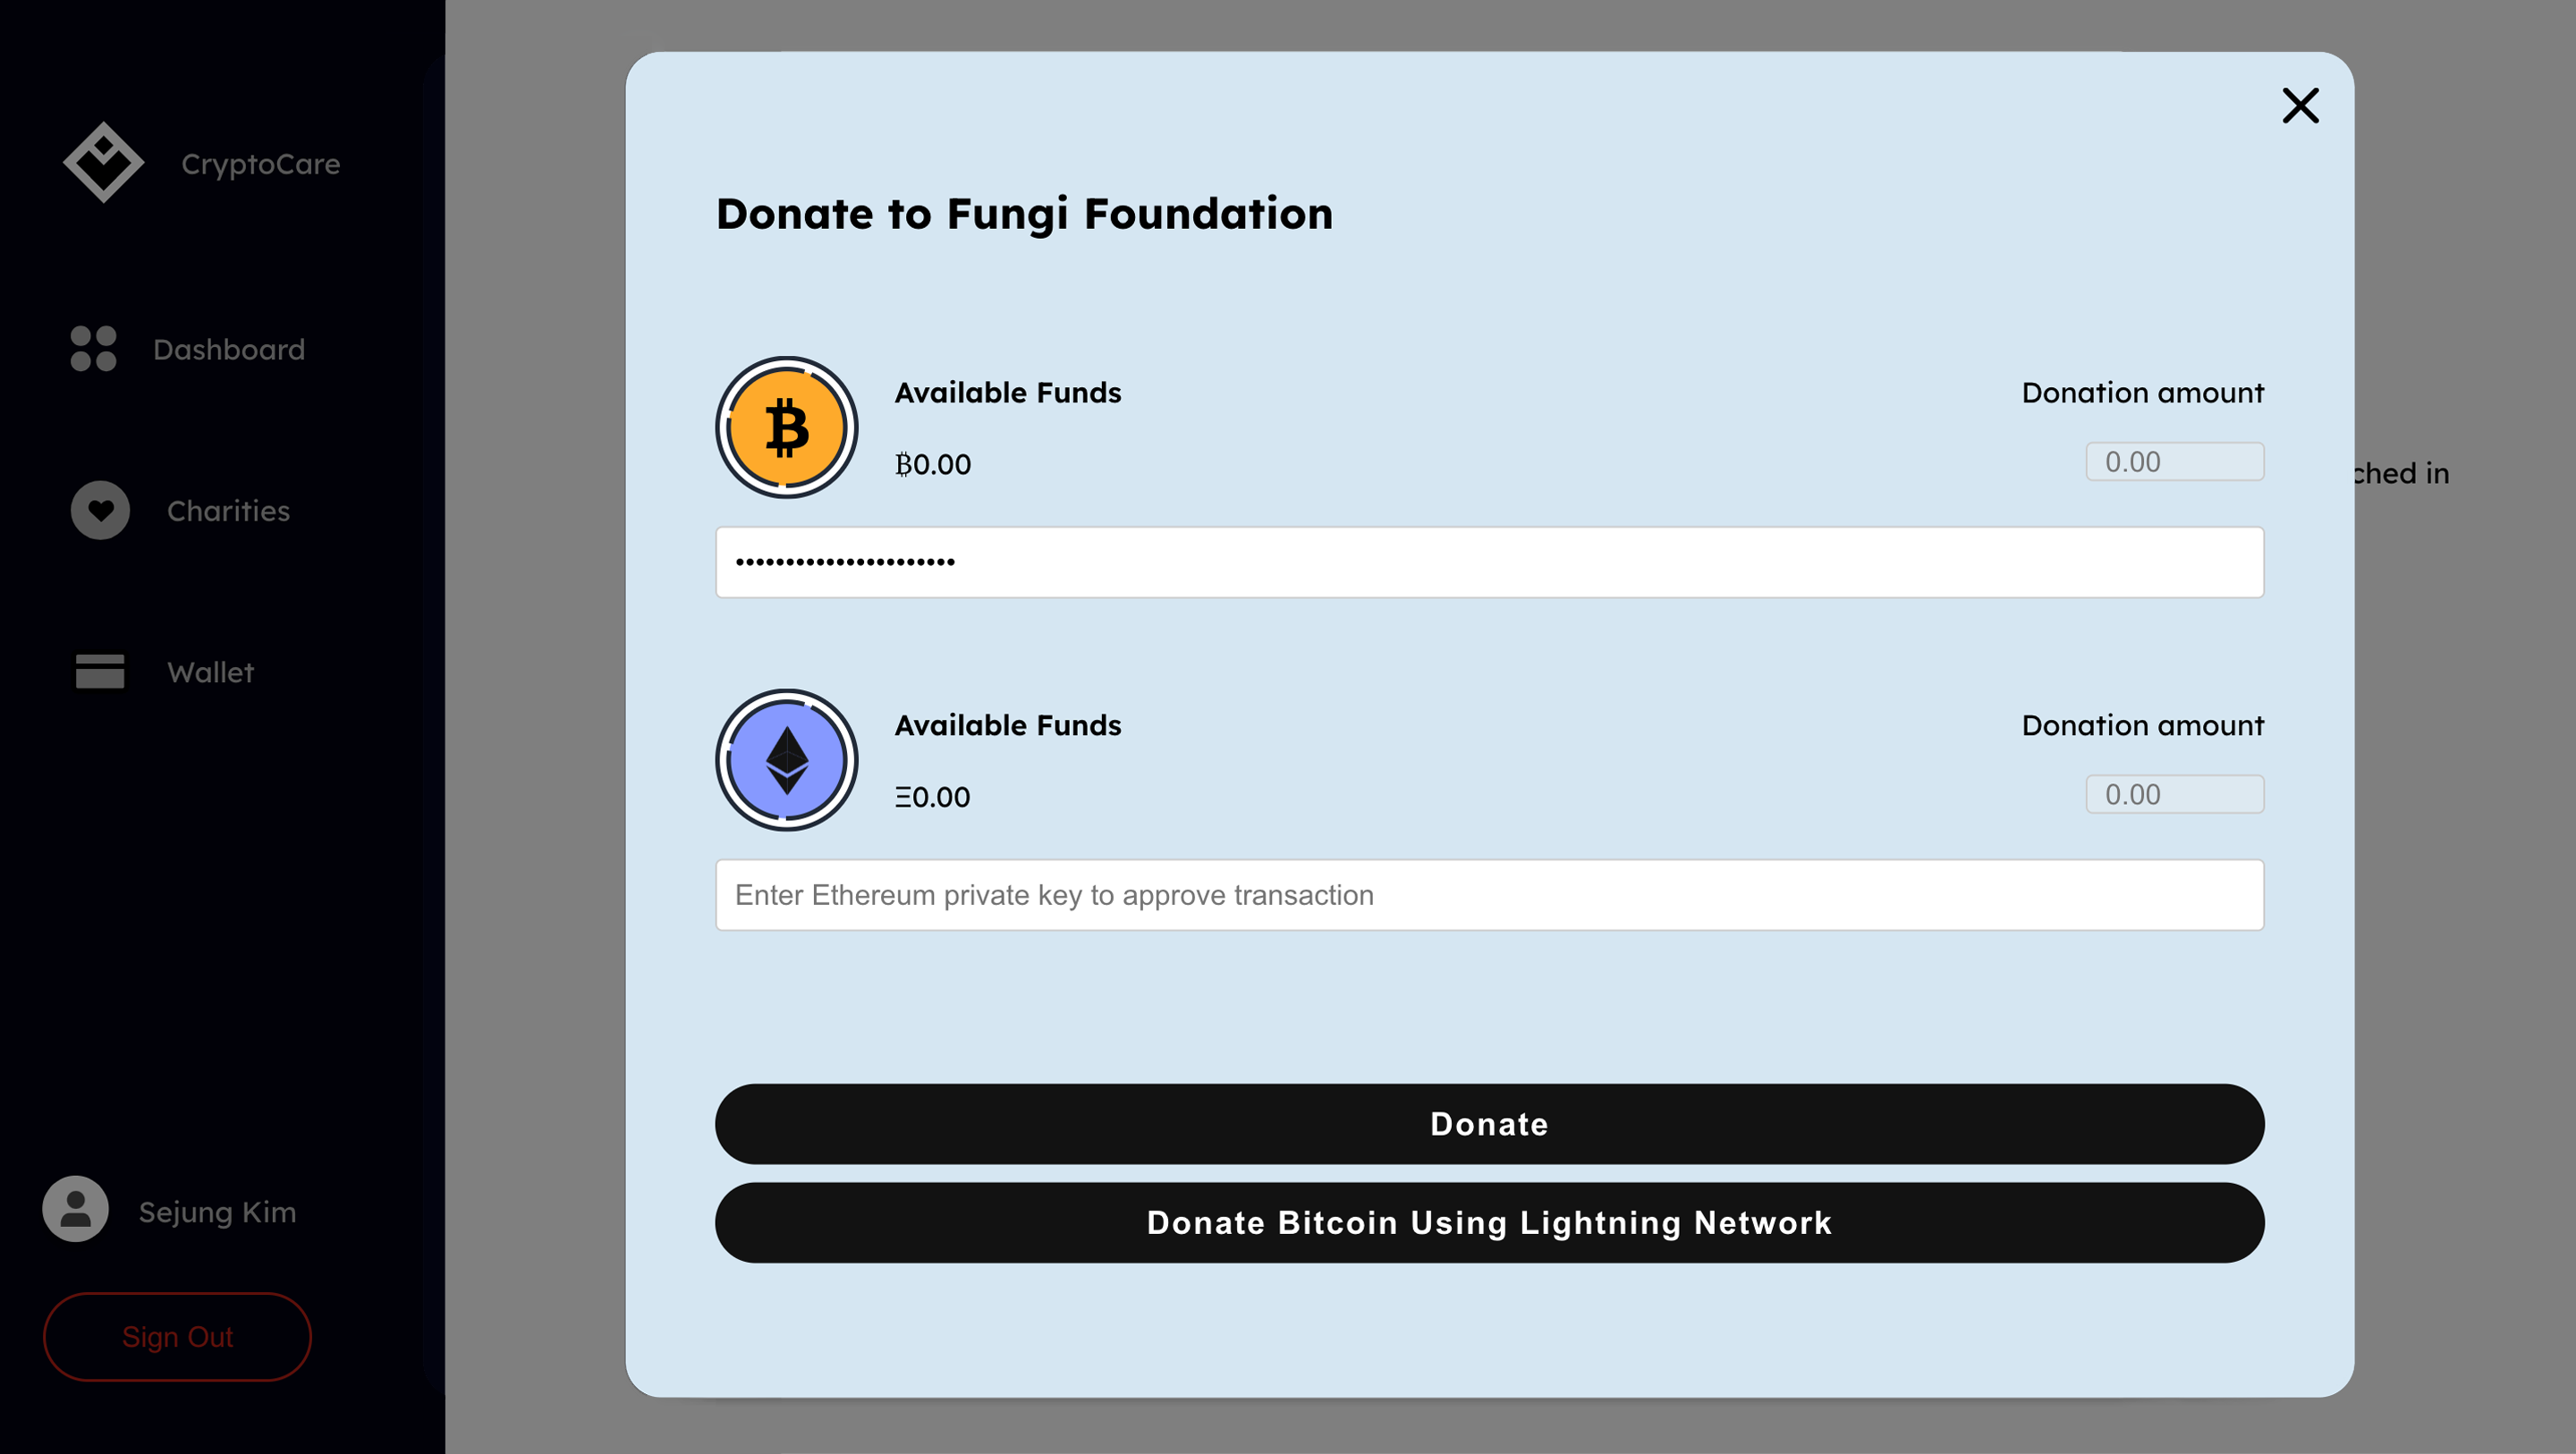 CryptoCare
Dashboard
Charities
Wallet
Sejung Kim
Sign Out
Donate to Fungi Foundation
Available Funds
Donation amount
₿0.00
0.00
••••••••••••••••••••••
Available Funds
Donation amount
Ξ0.00
0.00
Enter Ethereum private key to approve transaction
Donate
Donate Bitcoin Using Lightning Network
ched in